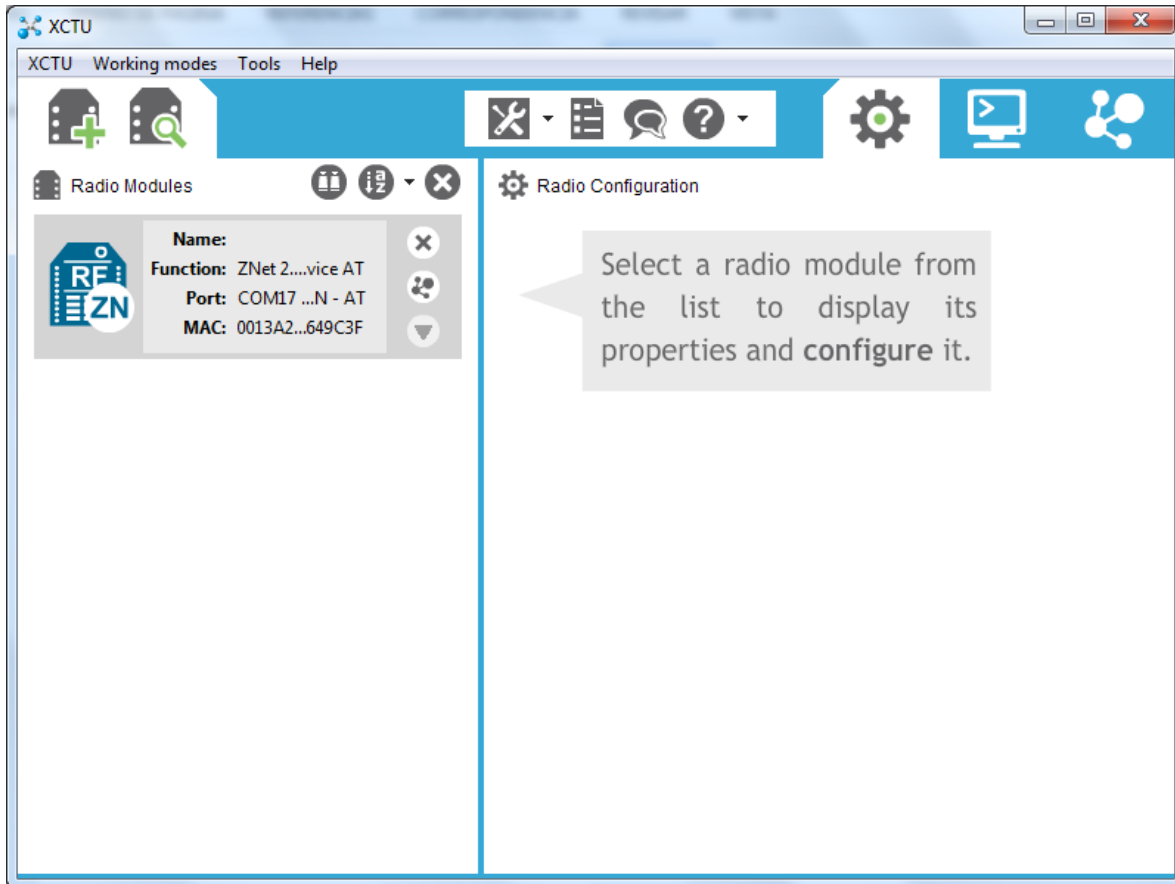 XCTU
XCTU Working modes Tools Help
Radio Modules
Name:
Function: ZNet 2....vice AT
Port: COM17 ...N - AT
MAC: 0013A2...649C3F
RF
ZN
Radio Configuration
Select a radio module from
the list to display its
properties and configure it.